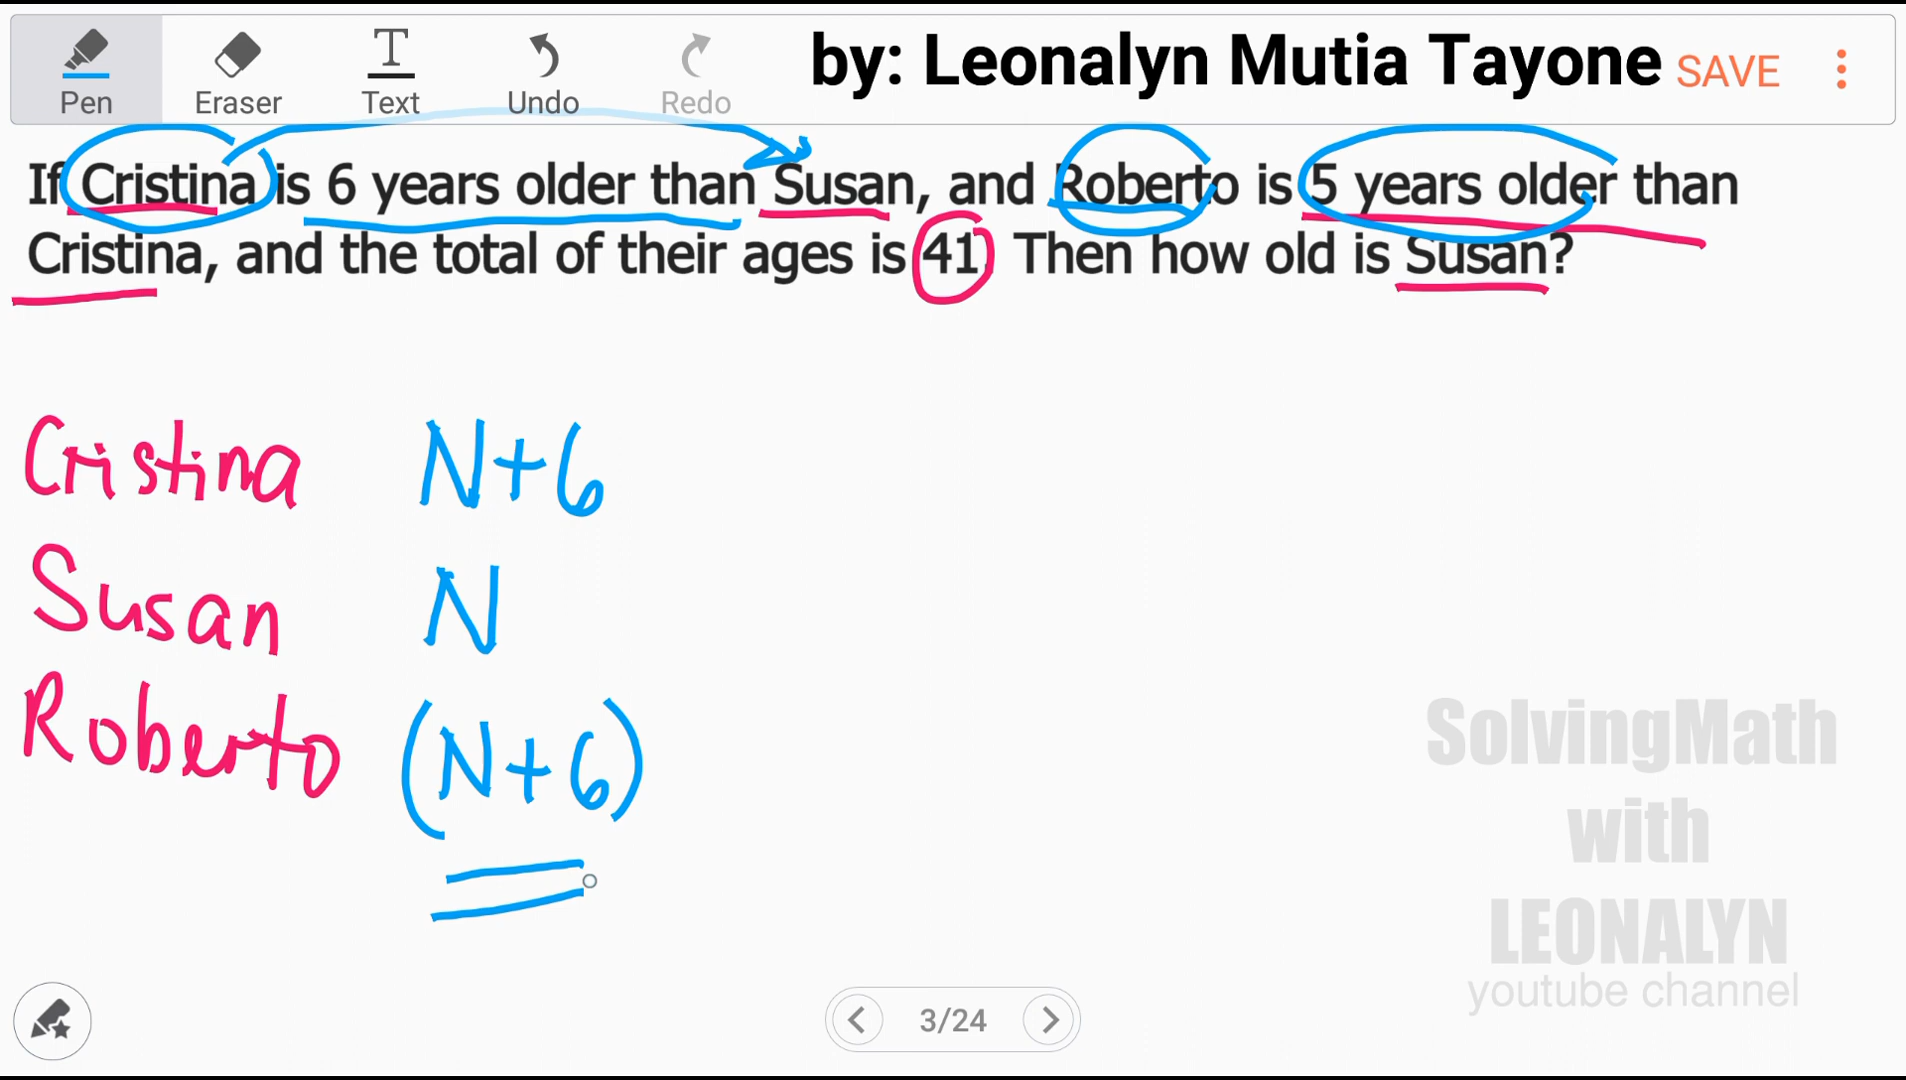 Pen Eraser Text Undo Redo by: Leonalyn Mutia Tayone SAVE
If Cristina is 6 years older than Susan, and Roberto is 5 years older than
Cristina, and the total of their ages is 41 Then how old is Susan?
Cristina N+6
Susan N
Roberto (N+6)
SolvingMath
with
LEONALYN
youtube channel
3/24